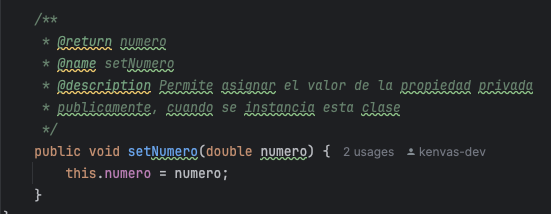 /**
* @return numero
* @name setNumero
* @description Permite asignar el valor de la propiedad privada
* publicamente, cuando se instancia esta clase
*/
public void setNumero(double numero) { 2 usages kenvas-dev
this.numero = numero;
}